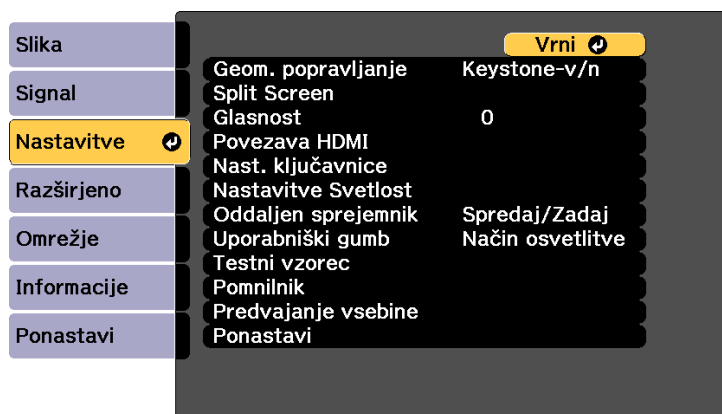 Slika
Signal
Nastavitve
Razširjeno
Omrežje
Informacije
Ponastavi
Vrni
Geom. popravljanje Keystone-v/n
Split Screen
Glasnost 0
Povezava HDMI
Nast. ključavnice
Nastavitve Svetlost
Oddaljen sprejemnik Spredaj/Zadaj
Uporabniški gumb Način osvetlitve
Testni vzorec
Pomnilnik
Predvajanje vsebine
Ponastavi